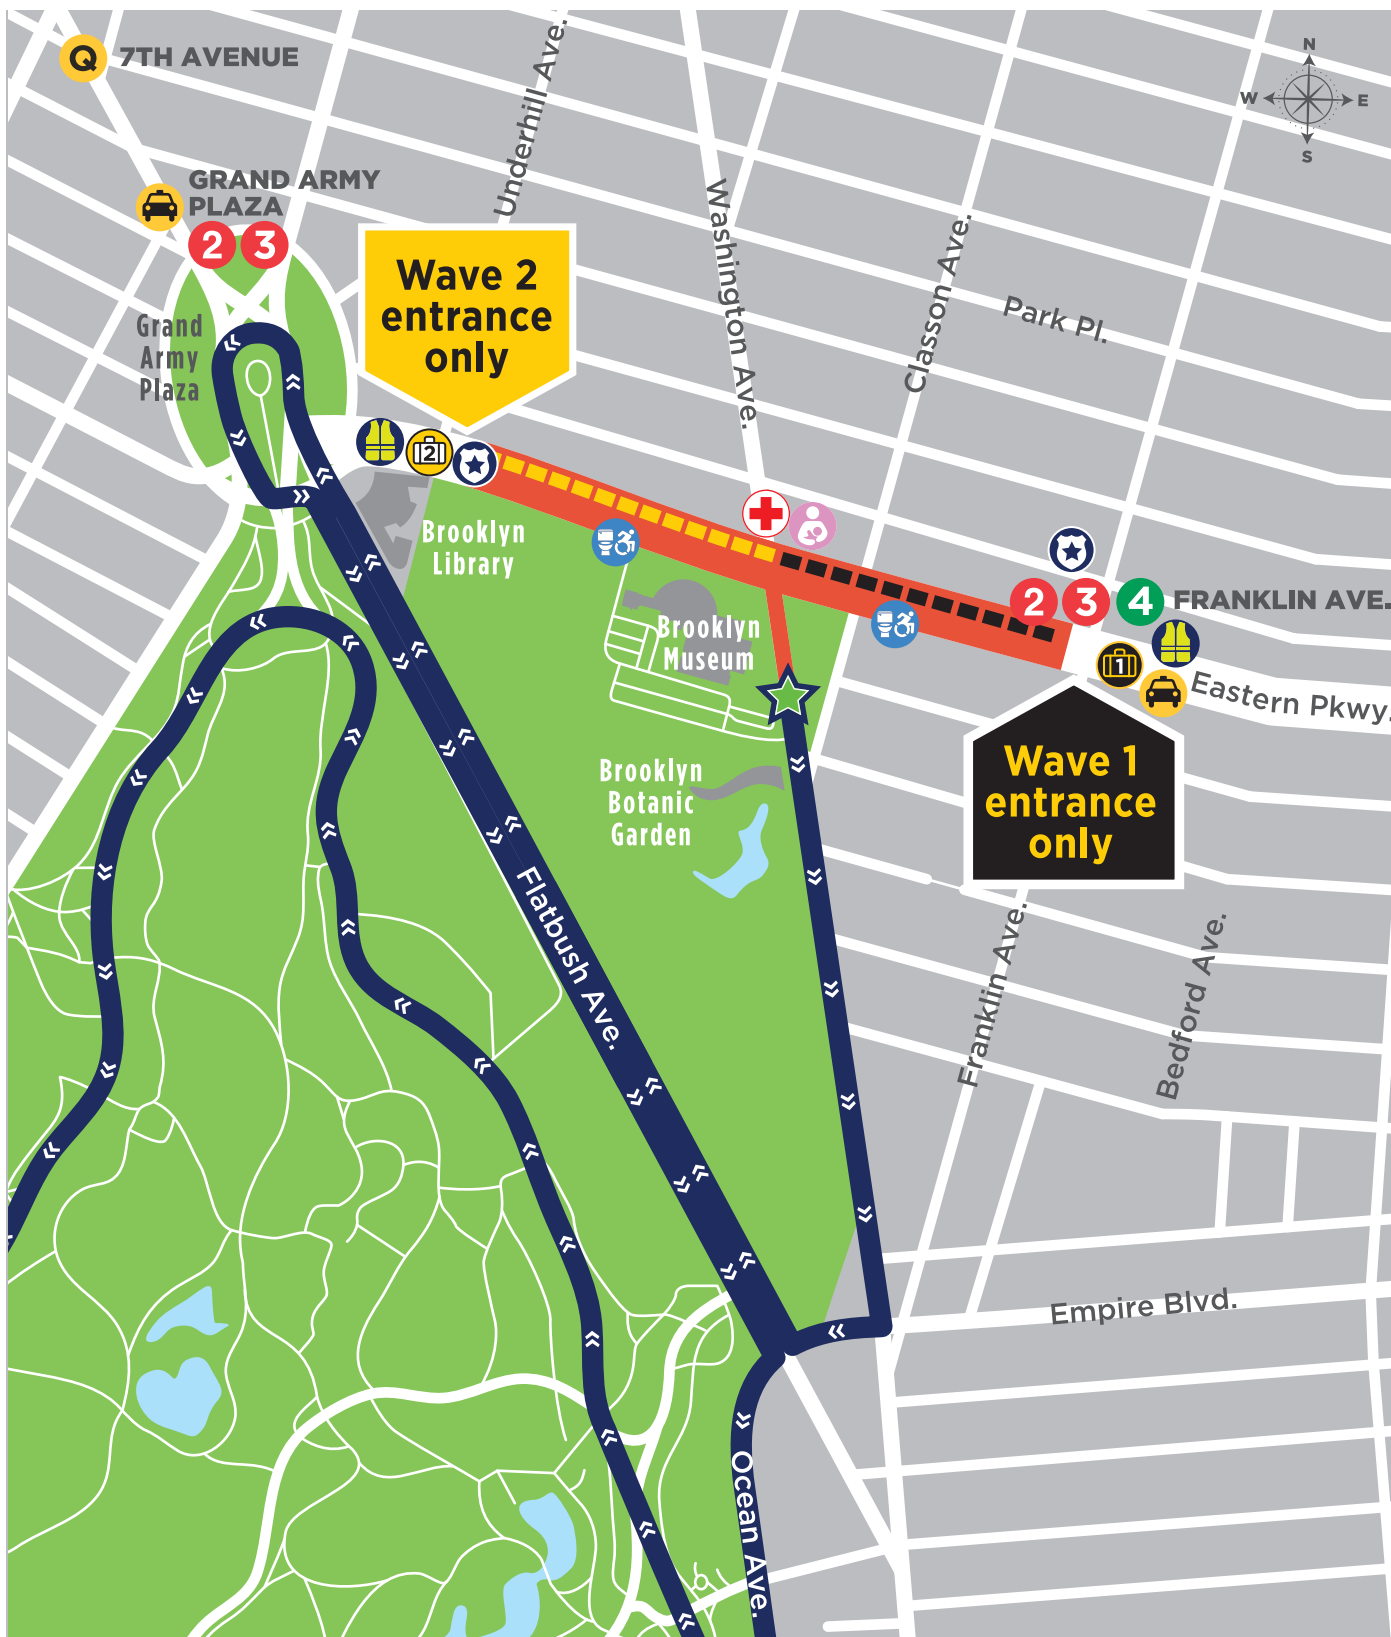 N
W
E
S
Q
7TH AVENUE
Underhill Ave.
GRAND ARMY
PLAZA
2
3
Washington Ave.
Classon Ave.
Wave 2
entrance
only
Park Pl.
Grand
Army
Plaza
2
Brooklyn
Library
2
3
4
FRANKLIN AVE.
Brooklyn
Museum
1
Eastern Pkwy.
Wave 1
entrance
only
Brooklyn
Botanic
Garden
Flatbush Ave.
Franklin Ave.
Bedford Ave.
Empire Blvd.
Ocean Ave.